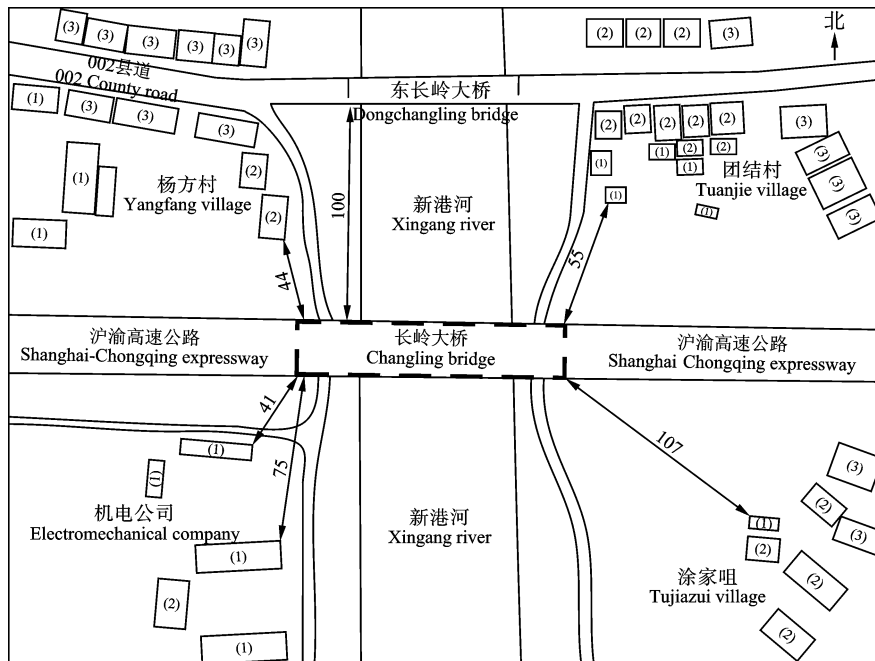 (3) (3) (3) (3) (3) (3)
(2) (2) (2) (3)
北
002县道
002 County road
东长岭大桥
Dongchangling bridge
(1) (3) (3) (3)
(2) (2) (2) (2) (2) (3)
(1) (2) (2)
(1) (1)
(3)
(3)
(3)
团结村
Tuanjie village
(1)
(1)
(1)
杨方村
Yangfang village
(2)
(2)
(1)
100
新港河
Xingang river
44
55
沪渝高速公路
Shanghai-Chongqing expressway
长岭大桥
Changling bridge
沪渝高速公路
Shanghai Chongqing expressway
41
75
107
(1)
(1)
机电公司
Electromechanical company
(1)
(2)
(1)
新港河
Xingang river
(3)
(2)
(3)
(1)
(2)
(2)
(2)
涂家咀
Tujiazui village